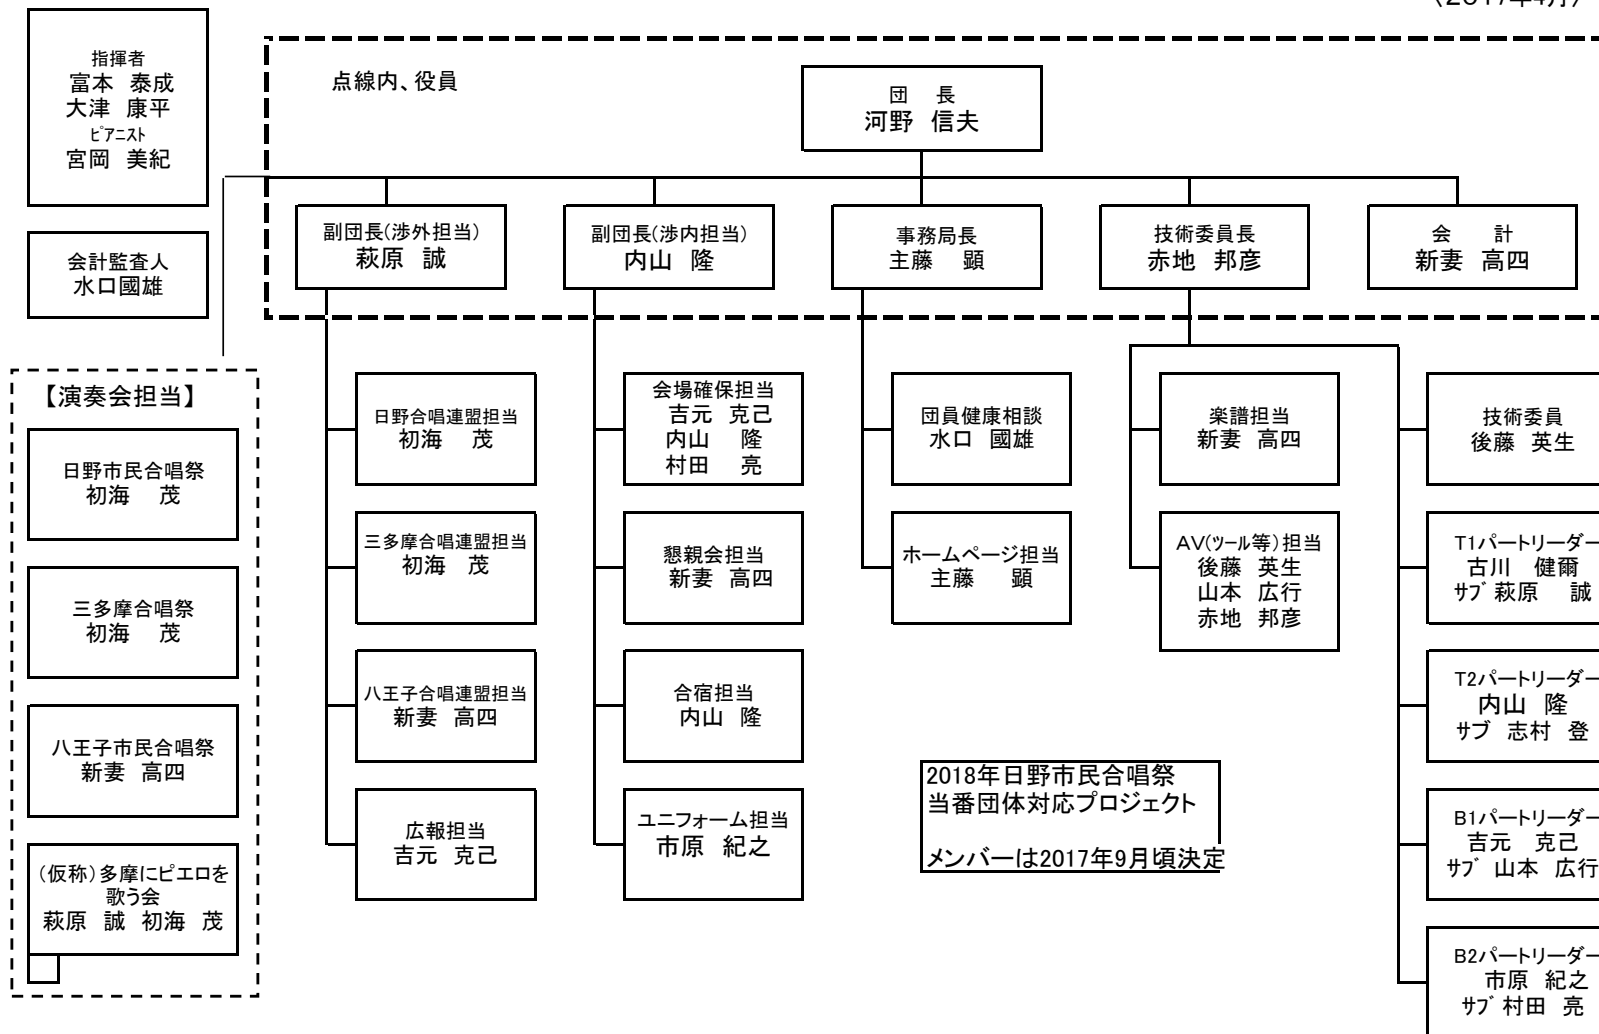 （2017年4月）
指揮者
富本　泰成
大津　康平
ピアニスト
宮岡　美紀
点線内、役員
団　長
河野　信夫
会計監査人
水口國雄
副団長(渉外担当)
萩原　誠
副団長(渉内担当)
内山　隆
事務局長
主藤　顕
技術委員長
赤地　邦彦
会　計
新妻　高四
【演奏会担当】
日野市民合唱祭
初海　茂
三多摩合唱祭
初海　茂
八王子市民合唱祭
新妻　高四
(仮称)多摩にピエロを
歌う会
萩原　誠　初海　茂
日野合唱連盟担当
初海　茂
三多摩合唱連盟担当
初海　茂
八王子合唱連盟担当
新妻　高四
広報担当
吉元　克己
会場確保担当
吉元　克己
内山　隆
村田　亮
懇親会担当
新妻　高四
合宿担当
内山　隆
ユニフォーム担当
市原　紀之
団員健康相談
水口　國雄
ホームページ担当
主藤　顕
2018年日野市民合唱祭
当番団体対応プロジェクト
メンバーは2017年9月頃決定
楽譜担当
新妻　高四
AV(ツール等)担当
後藤　英生
山本　広行
赤地　邦彦
技術委員
後藤　英生
T1パートリーダー
古川　健爾
サブ 萩原　誠
T2パートリーダー
内山　隆
サブ　志村　登
B1パートリーダー
吉元　克己
サブ　山本　広行
B2パートリーダー
市原　紀之
サブ 村田　亮